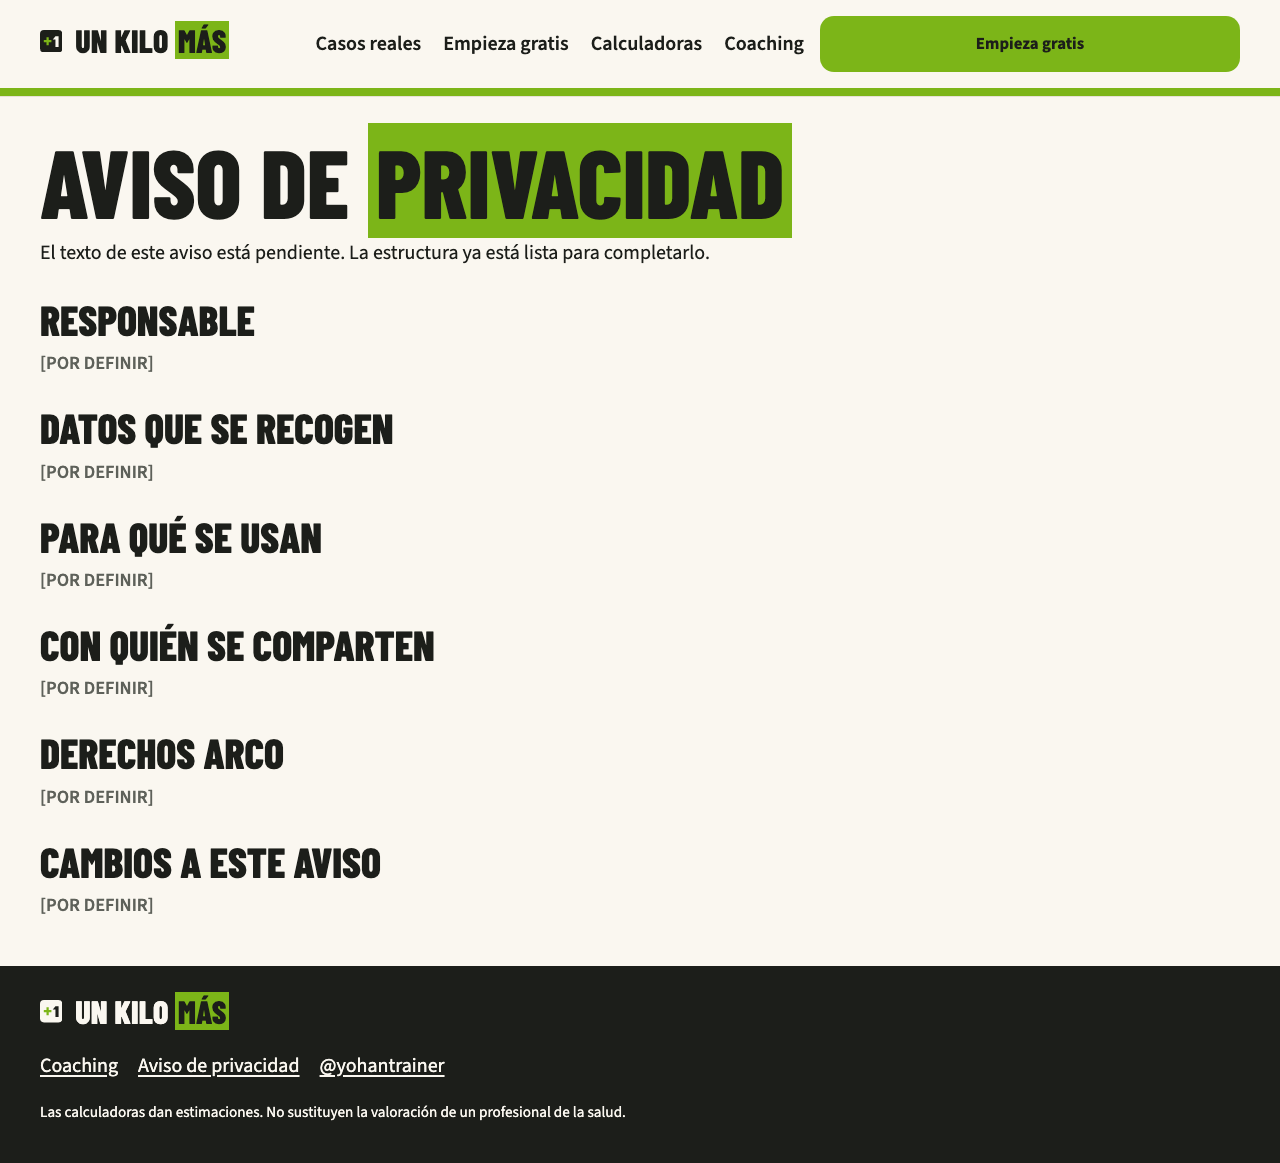 +1 UN KILO MÁS
Casos reales Empieza gratis Calculadoras Coaching Empieza gratis
AVISO DE PRIVACIDAD
El texto de este aviso está pendiente. La estructura ya está lista para completarlo.
RESPONSABLE
[POR DEFINIR]
DATOS QUE SE RECOGEN
[POR DEFINIR]
PARA QUÉ SE USAN
[POR DEFINIR]
CON QUIÉN SE COMPARTEN
[POR DEFINIR]
DERECHOS ARCO
[POR DEFINIR]
CAMBIOS A ESTE AVISO
[POR DEFINIR]
+1 UN KILO MÁS
Coaching Aviso de privacidad @yohantrainer
Las calculadoras dan estimaciones. No sustituyen la valoración de un profesional de la salud.